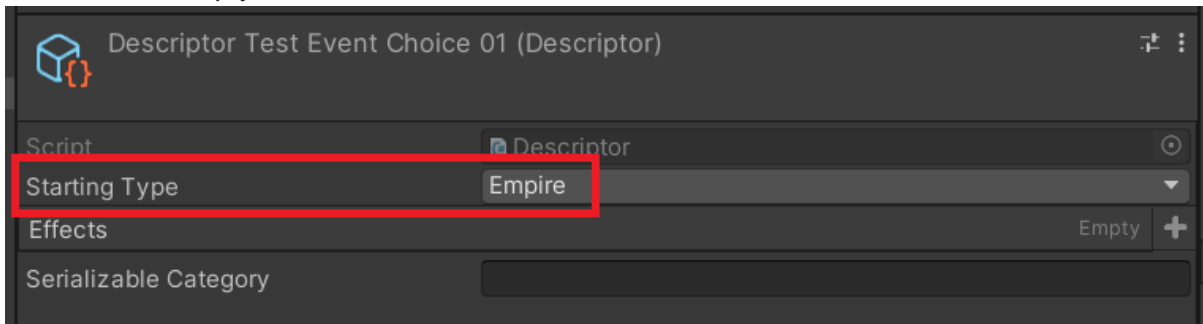 Descriptor Test Event Choice 01 (Descriptor)
Script Descriptor
Starting Type Empire
Effects Empty
Serializable Category